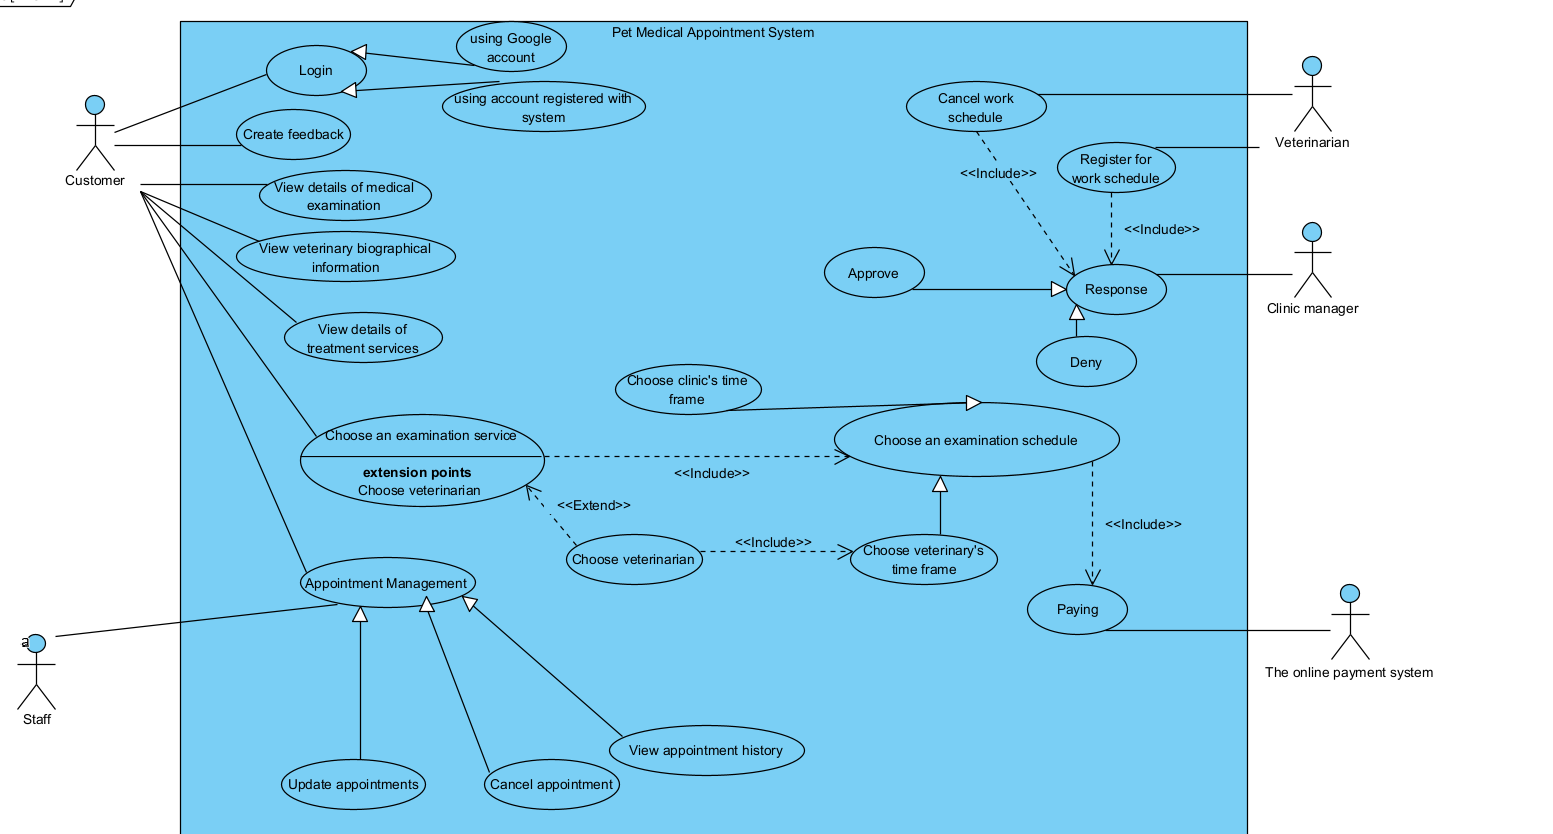 Pet Medical Appointment System
using Google
account
Login
using account registered with
system
Cancel work
schedule
Create feedback
Veterinarian
Register for
work schedule
<<Include>>
Customer
View details of medical
examination
<<Include>>
View veterinary biographical
information
Approve
Response
Clinic manager
View details of
treatment services
Deny
Choose clinic's time
frame
Choose an examination service
Choose an examination schedule
extension points
Choose veterinarian
<<Include>>
<<Extend>>
<<Include>>
<<Include>>
Choose veterinarian
Choose veterinary's
time frame
Appointment Management
Paying
a
The online payment system
Staff
View appointment history
Update appointments
Cancel appointment